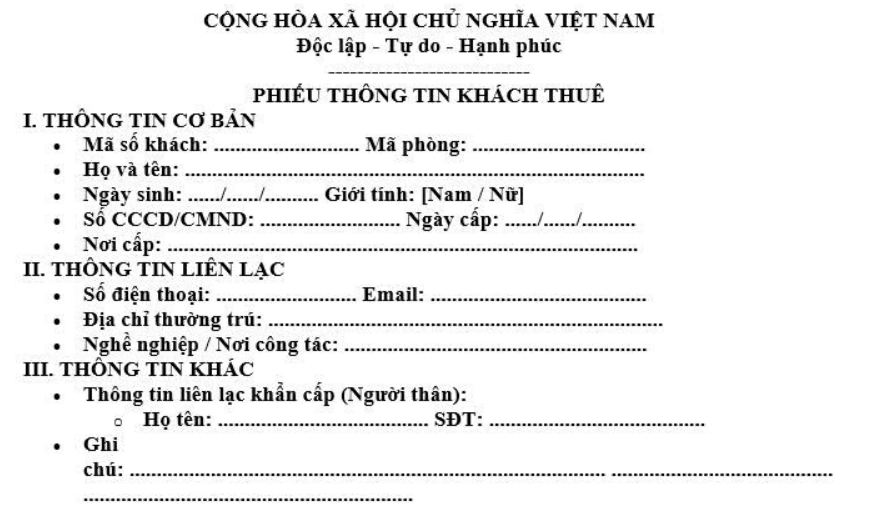 CỘNG HÒA XÃ HỘI CHỦ NGHĨA VIỆT NAM
Độc lập - Tự do - Hạnh phúc
----------------------------
PHIẾU THÔNG TIN KHÁCH THUÊ
I. THÔNG TIN CƠ BẢN
• Mã số khách: ........................... Mã phòng: ................................
• Họ và tên: .....................................................................................
• Ngày sinh: ....../....../.......... Giới tính: [Nam / Nữ]
• Số CCCD/CMND: .......................... Ngày cấp: ....../....../..........
• Nơi cấp: .......................................................................................
II. THÔNG TIN LIÊN LẠC
• Số điện thoại: .......................... Email: ........................................
• Địa chỉ thường trú: .........................................................................
• Nghề nghiệp / Nơi công tác: ........................................................
III. THÔNG TIN KHÁC
• Thông tin liên lạc khẩn cấp (Người thân):
o Họ tên: ....................................... SĐT: ........................................
• Ghi
chú: ........................................................................................ .........................................
.............................................................